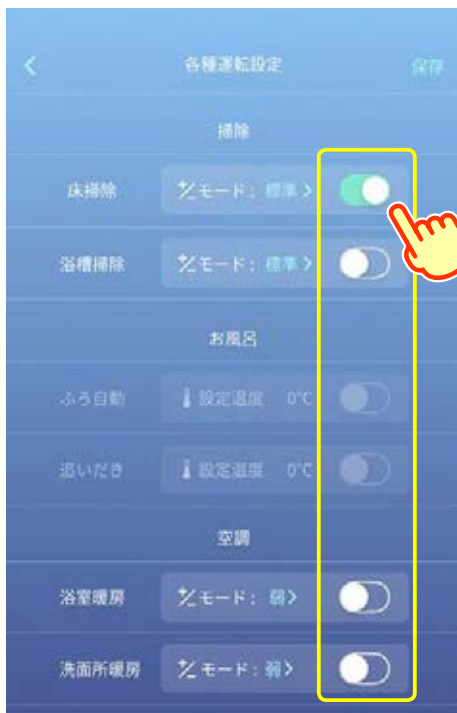 各種運転設定
保存
掃除
床掃除 モード：標準 >
浴槽掃除 モード：標準 >
お風呂
ふろ自動 設定温度 0℃
追いだき 設定温度 0℃
空調
浴室暖房 モード：弱 >
洗面所暖房 モード：弱 >